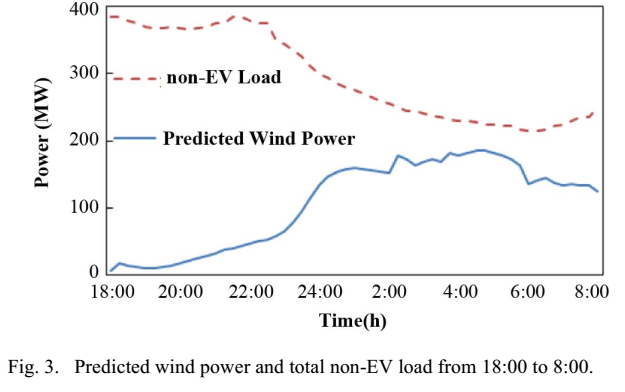 400
300
200
100
0
Power (MW)
non-EV Load
Predicted Wind Power
18:00 20:00 22:00 24:00 2:00 4:00 6:00 8:00
Time(h)
Fig. 3. Predicted wind power and total non-EV load from 18:00 to 8:00.